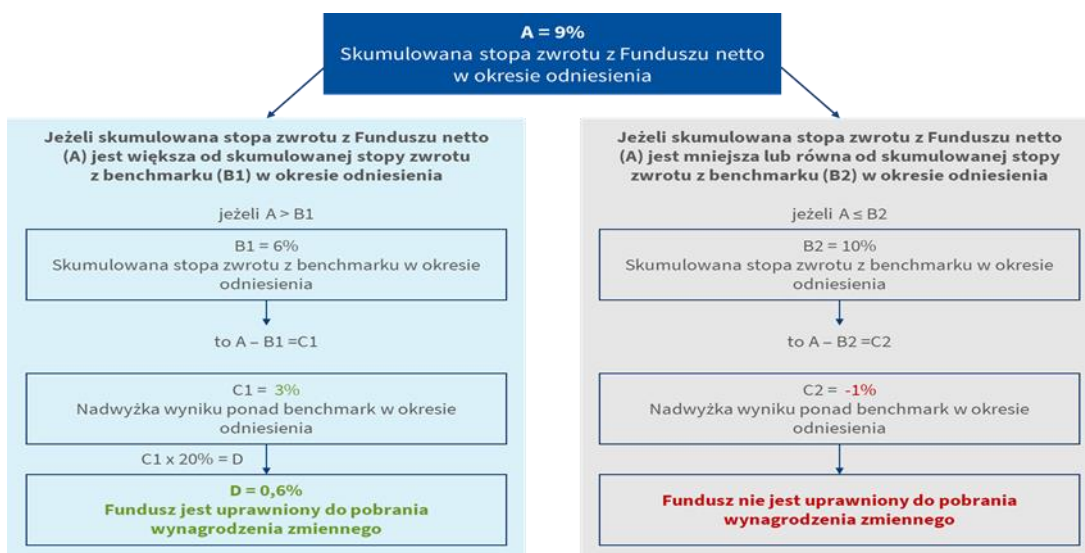 A = 9%
Skumulowana stopa zwrotu z Funduszu netto
w okresie odniesienia
Jeżeli skumulowana stopa zwrotu z Funduszu netto
(A) jest większa od skumulowanej stopy zwrotu
z benchmarku (B1) w okresie odniesienia
jeżeli A > B1
B1 = 6%
Skumulowana stopa zwrotu z benchmarku w okresie
odniesienia
to A – B1 =C1
C1 = 3%
Nadwyżka wyniku ponad benchmark w okresie
odniesienia
C1 x 20% = D
D = 0,6%
Fundusz jest uprawniony do pobrania
wynagrodzenia zmiennego
Jeżeli skumulowana stopa zwrotu z Funduszu netto
(A) jest mniejsza lub równa od skumulowanej stopy
zwrotu z benchmarku (B2) w okresie odniesienia
jeżeli A ≤ B2
B2 = 10%
Skumulowana stopa zwrotu z benchmarku w okresie
odniesienia
to A – B2 =C2
C2 = -1%
Nadwyżka wyniku ponad benchmark w okresie
odniesienia
Fundusz nie jest uprawniony do pobrania
wynagrodzenia zmiennego